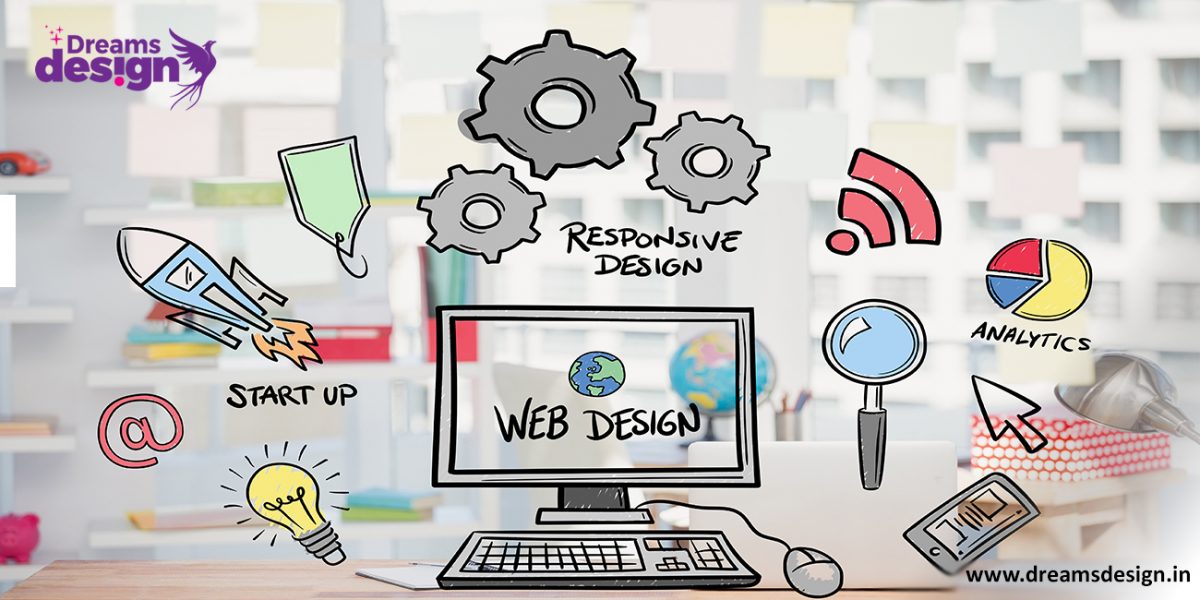 Dreams
design
RESPONSIVE
DESIGN
ANALYTICS
START UP
@
WEB DESIGN
www.dreamsdesign.in